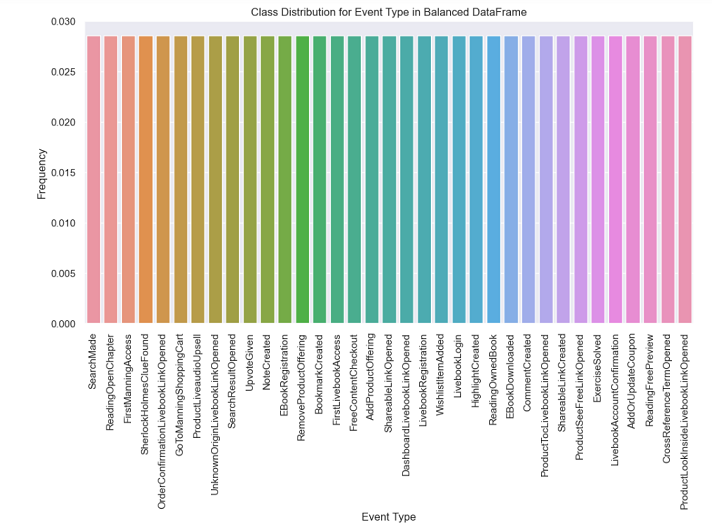 Class Distribution for Event Type in Balanced DataFrame
0.030
0.025
0.020
0.015
0.010
0.005
0.000
Frequency
SearchMade
ReadingOpenChapter
FirstManningAccess
SherlockHolmesClueFound
OrderConfirmationLivebookLinkOpened
GoToManningShoppingCart
ProductLiveaudioUpsell
UnknownOriginLivebookLinkOpened
SearchResultOpened
UpvoteGiven
NoteCreated
EBookRegistration
RemoveProductOffering
BookmarkCreated
FirstLivebookAccess
FreeContentCheckout
AddProductOffering
ShareableLinkOpened
DashboardLivebookLinkOpened
LivebookRegistration
WishlistItemAdded
LivebookLogin
HighlightCreated
ReadingOwnedBook
EBookDownloaded
CommentCreated
ProductTocLivebookLinkOpened
ShareableLinkCreated
ProductSeeFreeLinkOpened
ExerciseSolved
LivebookAccountConfirmation
AddOrUpdateCoupon
ReadingFreePreview
CrossReferenceTermOpened
ProductLookInsideLivebookLinkOpened
Event Type